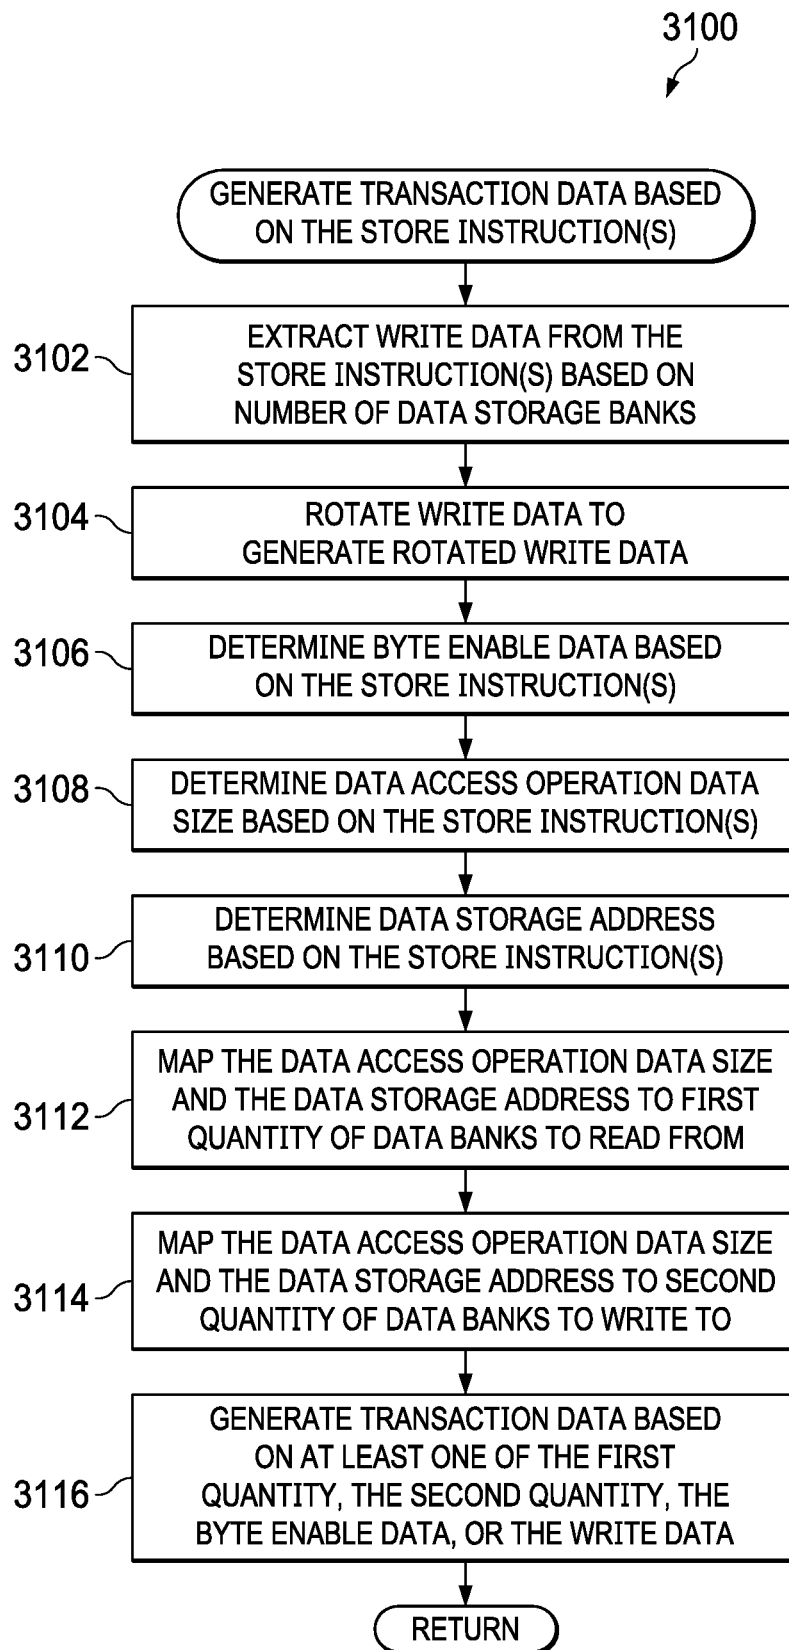 3100
GENERATE TRANSACTION DATA BASED
ON THE STORE INSTRUCTION(S)
3102
EXTRACT WRITE DATA FROM THE
STORE INSTRUCTION(S) BASED ON
NUMBER OF DATA STORAGE BANKS
3104
ROTATE WRITE DATA TO
GENERATE ROTATED WRITE DATA
3106
DETERMINE BYTE ENABLE DATA BASED
ON THE STORE INSTRUCTION(S)
3108
DETERMINE DATA ACCESS OPERATION DATA
SIZE BASED ON THE STORE INSTRUCTION(S)
3110
DETERMINE DATA STORAGE ADDRESS
BASED ON THE STORE INSTRUCTION(S)
3112
MAP THE DATA ACCESS OPERATION DATA SIZE
AND THE DATA STORAGE ADDRESS TO FIRST
QUANTITY OF DATA BANKS TO READ FROM
3114
MAP THE DATA ACCESS OPERATION DATA SIZE
AND THE DATA STORAGE ADDRESS TO SECOND
QUANTITY OF DATA BANKS TO WRITE TO
3116
GENERATE TRANSACTION DATA BASED
ON AT LEAST ONE OF THE FIRST
QUANTITY, THE SECOND QUANTITY, THE
BYTE ENABLE DATA, OR THE WRITE DATA
RETURN